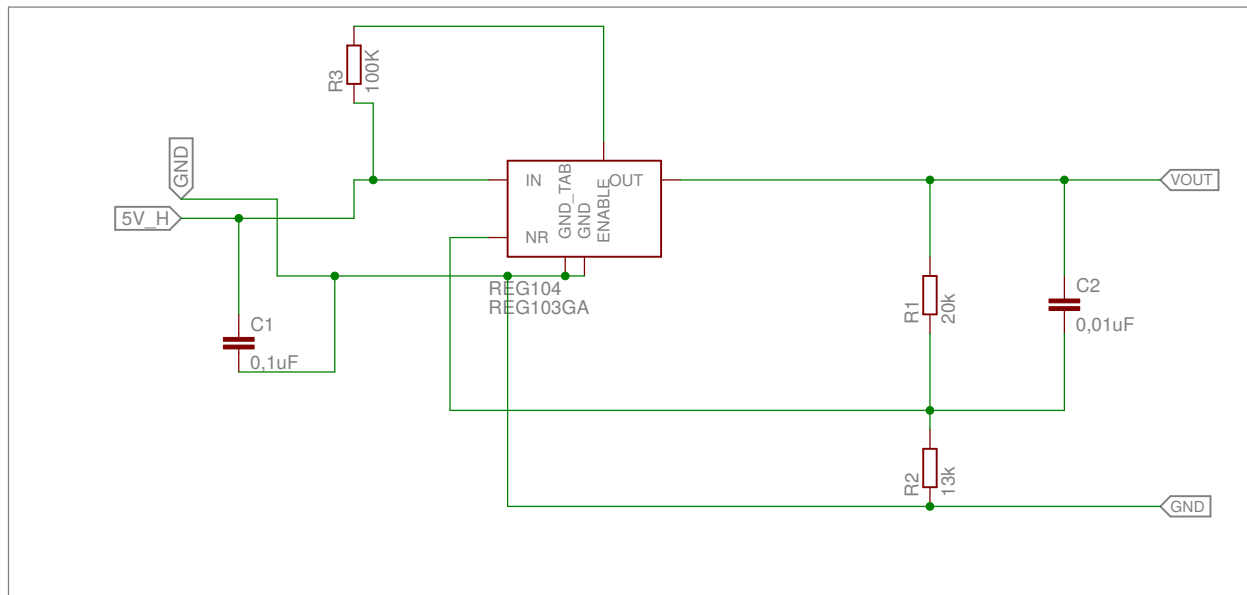 R3
100K
GND
5V_H
IN
NR
GND_TAB
GND
ENABLE
OUT
VOUT
REG104
REG103GA
C1
0,1uF
R1
20k
C2
0,01uF
R2
13k
GND